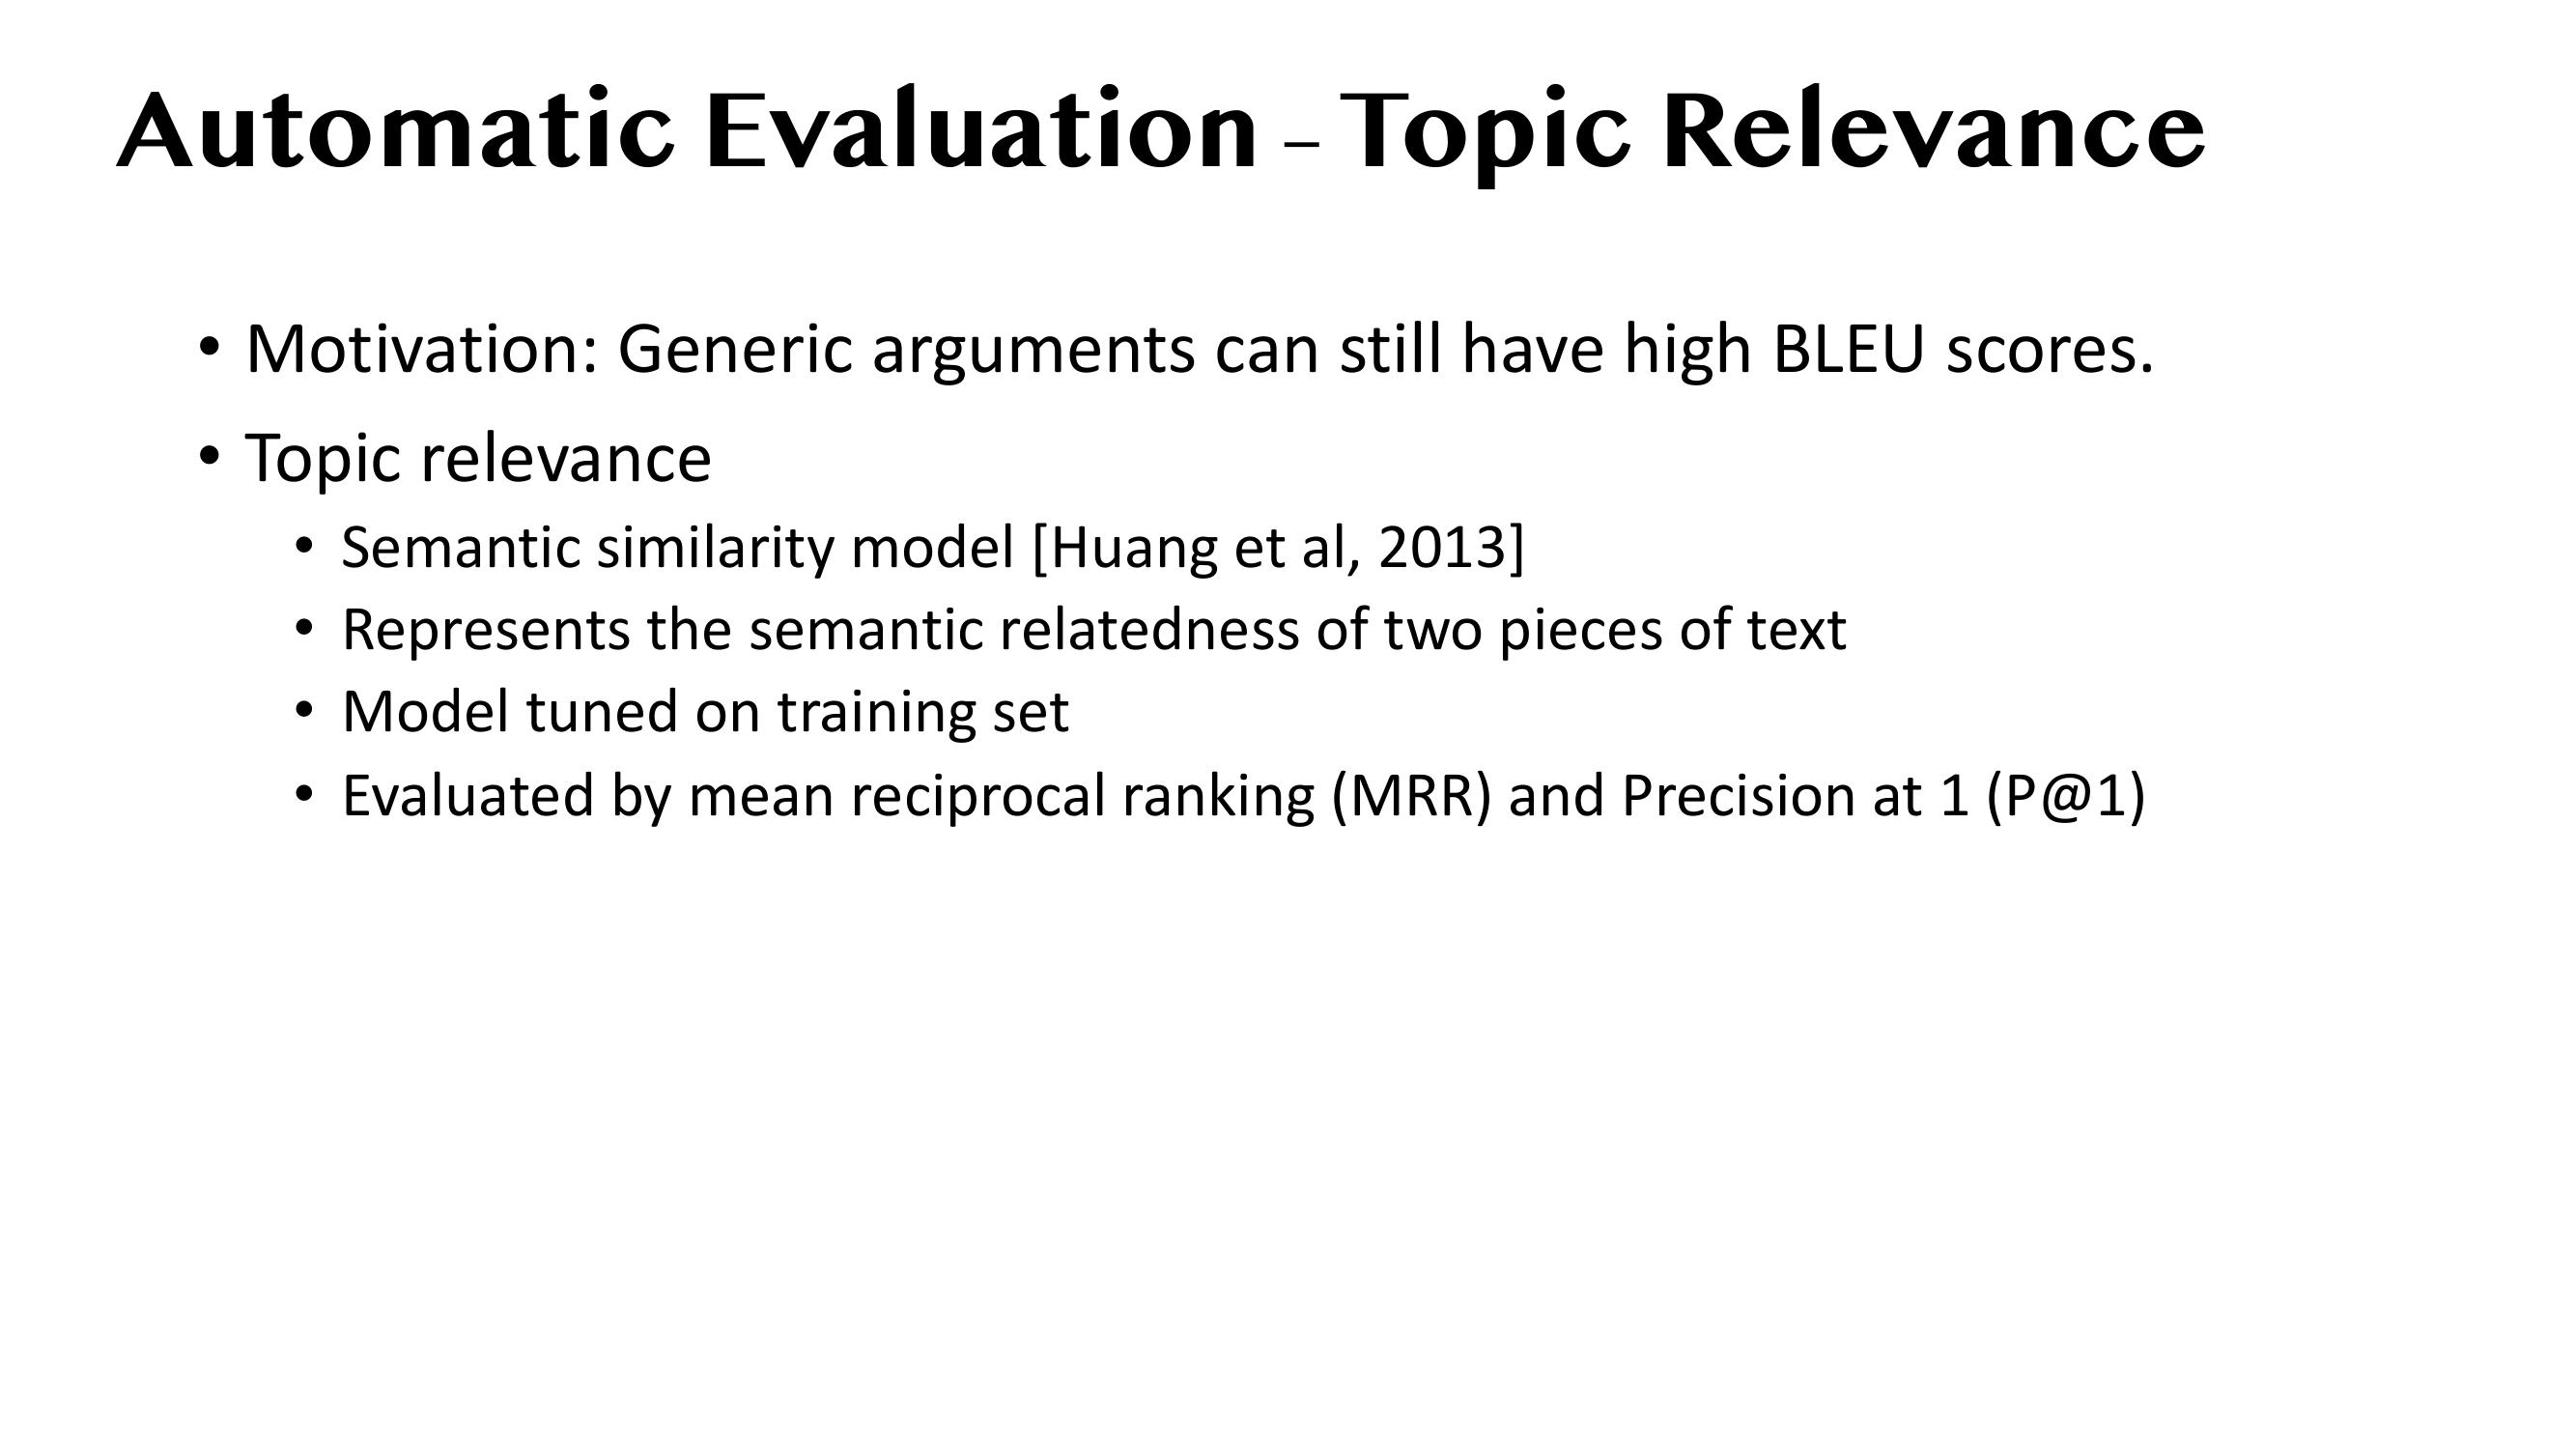 Automatic Evaluation – Topic Relevance
• Motivation: Generic arguments can still have high BLEU scores.
• Topic relevance
• Semantic similarity model [Huang et al, 2013]
• Represents the semantic relatedness of two pieces of text
• Model tuned on training set
• Evaluated by mean reciprocal ranking (MRR) and Precision at 1 (P@1)